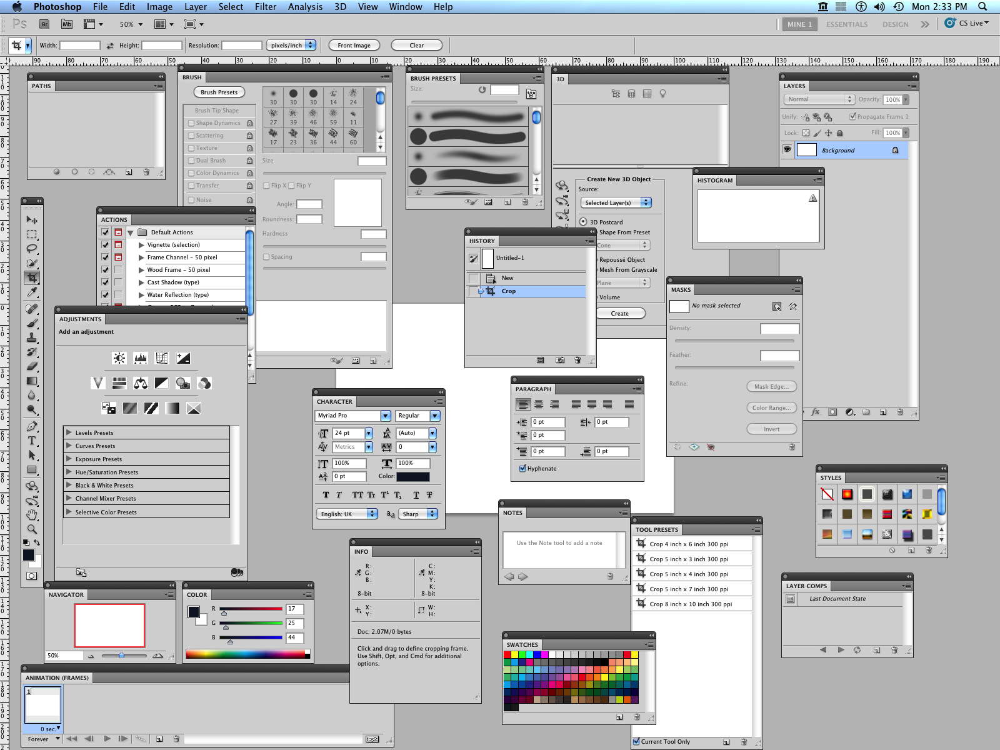 Photoshop File Edit Image Layer Select Filter Analysis 3D View Window Help
Mon 2:33 PM
Ps Br Mb 50%
MINE 1 ESSENTIALS DESIGN CS Live
Width: Height: Resolution: pixels/inch Front Image Clear
90 80 70 60 50 40 30 20 10 0 10 20 30 40 50 60 70 80 90 100 110 120 130 140 150 160 170 180 190
PATHS
BRUSH
Brush Presets
Brush Tip Shape
Shape Dynamics
Scattering
Texture
Dual Brush
Color Dynamics
Transfer
Noise
30 30 30 14 24
27 39 46 59 11
17 23 36 44 60
Size
Flip X Flip Y
Angle:
Roundness:
Hardness
Spacing
BRUSH PRESETS
Size:
3D
Create New 3D Object
Source:
Selected Layer(s)
3D Postcard
Shape From Preset
Cone
Repoussé Object
Mesh From Grayscale
Plane
Volume
Create
LAYERS
Normal Opacity: 100%
Unify: Propagate Frame 1
Lock: Fill: 100%
Background
fx
HISTOGRAM
ACTIONS
Default Actions
Vignette (selection)
Frame Channel - 50 pixel
Wood Frame - 50 pixel
Cast Shadow (type)
Water Reflection (type)
HISTORY
Untitled-1
New
Crop
MASKS
No mask selected
Density:
Feather:
Refine:
Mask Edge...
Color Range...
Invert
ADJUSTMENTS
Add an adjustment
Levels Presets
Curves Presets
Exposure Presets
Hue/Saturation Presets
Black & White Presets
Channel Mixer Presets
Selective Color Presets
CHARACTER
Myriad Pro Regular
24 pt (Auto)
Metrics 0
100% 100%
0 pt Color:
English: UK aa Sharp
PARAGRAPH
0 pt 0 pt
0 pt
0 pt 0 pt
Hyphenate
STYLES
NOTES
Use the Note tool to add a note
TOOL PRESETS
Crop 4 inch x 6 inch 300 ppi
Crop 5 inch x 3 inch 300 ppi
Crop 5 inch x 4 inch 300 ppi
Crop 5 inch x 7 inch 300 ppi
Crop 8 inch x 10 inch 300 ppi
Current Tool Only
INFO
R: C:
G: M:
B: Y:
K:
8-bit 8-bit
X: W:
Y: H:
Doc: 2.07M/0 bytes
Click and drag to define cropping frame.
Use Shift, Opt, and Cmd for additional
options.
LAYER COMPS
Last Document State
NAVIGATOR
50%
COLOR
R 17
G 25
B 44
SWATCHES
ANIMATION (FRAMES)
1
0 sec.
Forever